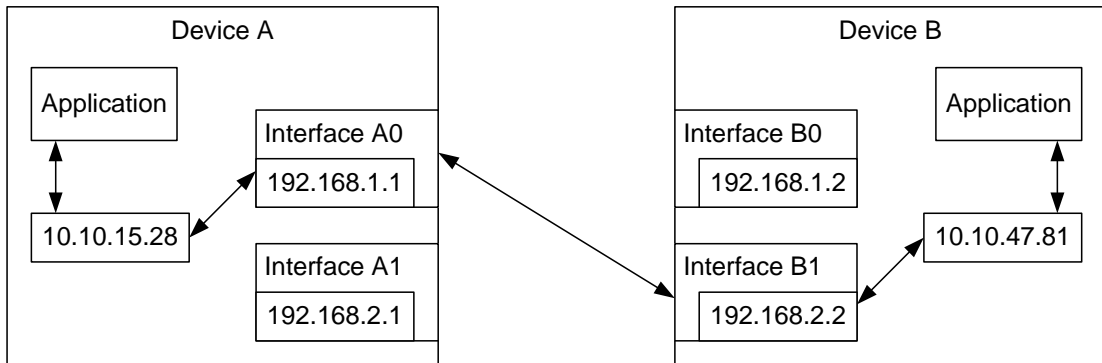 Device A
Application
Interface A0
192.168.1.1
10.10.15.28
Interface A1
192.168.2.1
Device B
Application
Interface B0
192.168.1.2
10.10.47.81
Interface B1
192.168.2.2